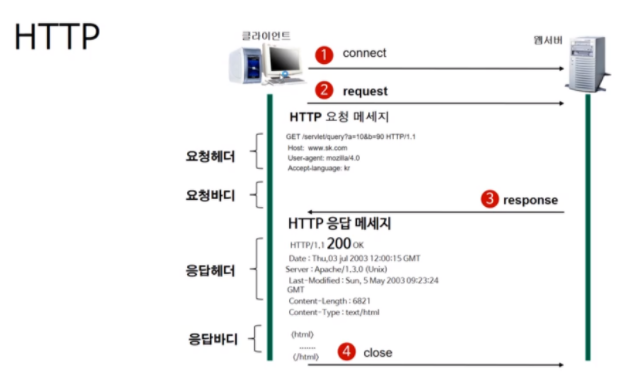 HTTP
클라이언트
웹서버
1 connect
2 request
HTTP 요청 메세지
GET /servlet/query?a=10&b=90 HTTP/1.1
Host: www.sk.com
User-agent: mozilla/4.0
Accept-language: kr
요청헤더
요청바디
3 response
HTTP 응답 메세지
HTTP/1.1 200 OK
Date : Thu,03 jul 2003 12:00:15 GMT
Server : Apache/1,3,0 (Unix)
Last-Modified : Sun, 5 May 2003 09:23:24
GMT
Content-Length : 6821
Content-Type : text/html
응답헤더
응답바디
(html)
.......
(/html)
4 close